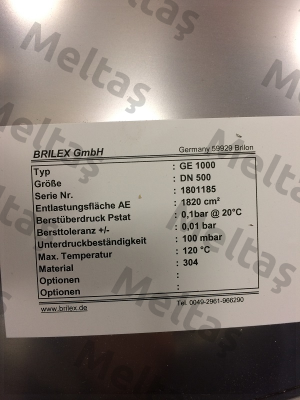 Meltaş
BRILEX GmbH Germany 59929 Brilon
Typ : GE 1000
Größe : DN 500
Serie Nr. : 1801185
Entlastungsfläche AE : 1820 cm²
Berstüberdruck Pstat : 0,1bar @ 20°C
Bersttoleranz +/- : 0,01 bar
Unterdruckbeständigkeit : 100 mbar
Max. Temperatur : 120 °C
Material : 304
Optionen :
Optionen :
www.brilex.de Tel. 0049-2961-966290